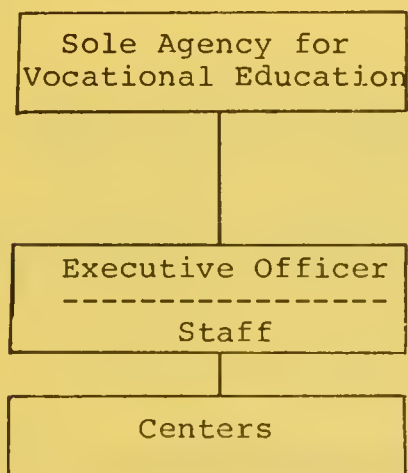 Sole Agency for
Vocational Education
Executive Officer
-----------------
Staff
Centers